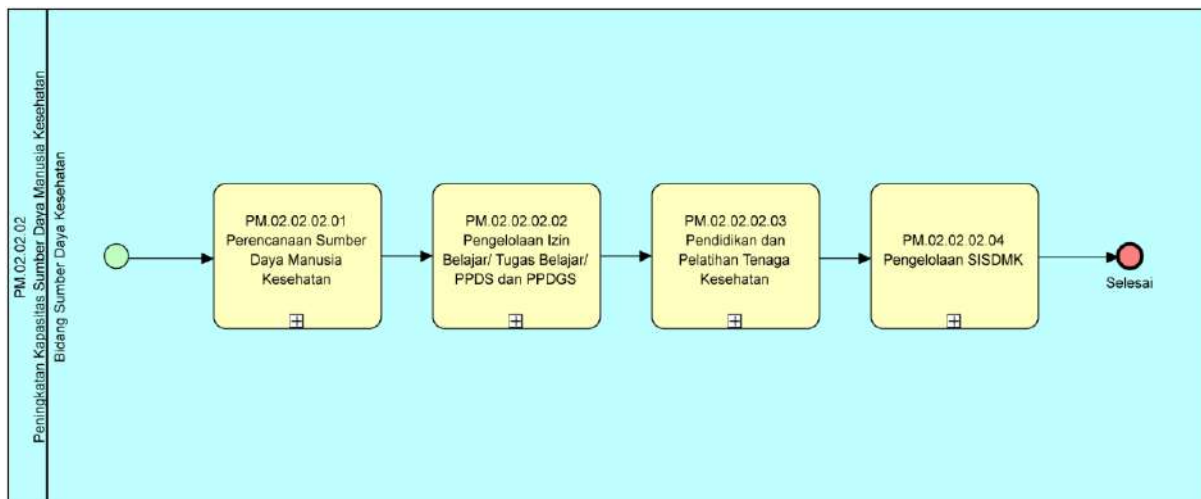 PM.02.02.02
Peningkatan Kapasitas Sumber Daya Manusia Kesehatan
Bidang Sumber Daya Kesehatan
PM.02.02.02.01
Perencanaan Sumber
Daya Manusia
Kesehatan
PM.02.02.02.02
Pengelolaan Izin
Belajar/ Tugas Belajar/
PPDS dan PPDGS
PM.02.02.02.03
Pendidikan dan
Pelatihan Tenaga
Kesehatan
PM.02.02.02.04
Pengelolaan SISDMK
Selesai